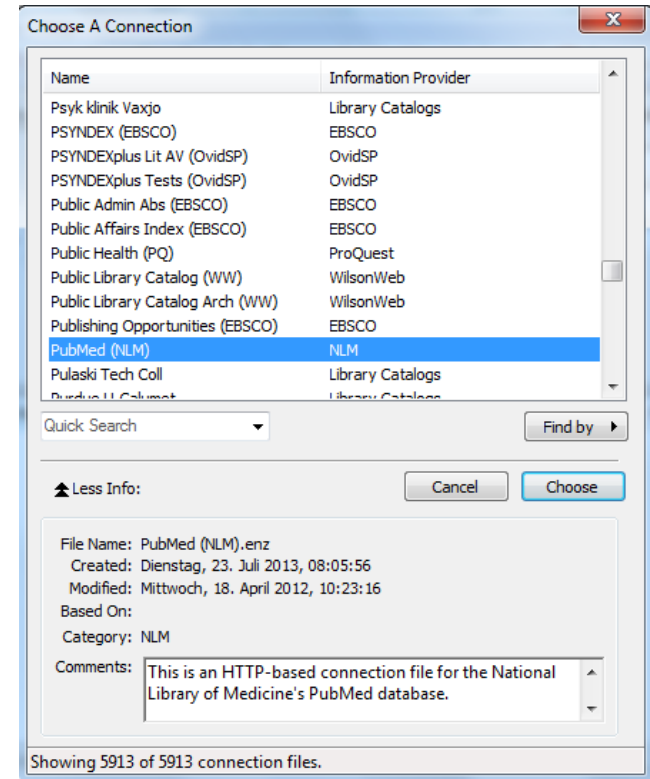 Choose A Connection
Name Information Provider
Psyk klinik Vaxjo Library Catalogs
PSYNDEX (EBSCO) EBSCO
PSYNDEXplus Lit AV (OvidSP) OvidSP
PSYNDEXplus Tests (OvidSP) OvidSP
Public Admin Abs (EBSCO) EBSCO
Public Affairs Index (EBSCO) EBSCO
Public Health (PQ) ProQuest
Public Library Catalog (WW) WilsonWeb
Public Library Catalog Arch (WW) WilsonWeb
Publishing Opportunities (EBSCO) EBSCO
PubMed (NLM) NLM
Pulaski Tech Coll Library Catalogs
Purdue U Calumet Library Catalogs
Quick Search Find by
Less Info: Cancel Choose
File Name: PubMed (NLM).enz
Created: Dienstag, 23. Juli 2013, 08:05:56
Modified: Mittwoch, 18. April 2012, 10:23:16
Based On:
Category: NLM
Comments: This is an HTTP-based connection file for the National
Library of Medicine's PubMed database.
Showing 5913 of 5913 connection files.